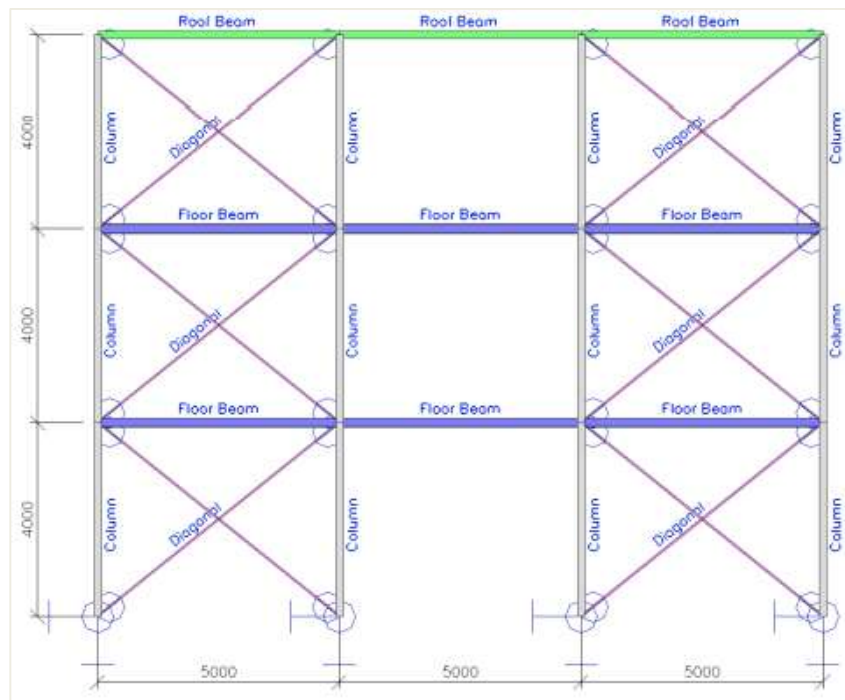 Roof Beam Roof Beam Roof Beam
4000 Column Diagonal Column Column Diagonal Column
Floor Beam Floor Beam Floor Beam
4000 Column Diagonal Column Column Diagonal Column
Floor Beam Floor Beam Floor Beam
4000 Column Diagonal Column Column Diagonal Column
5000 5000 5000